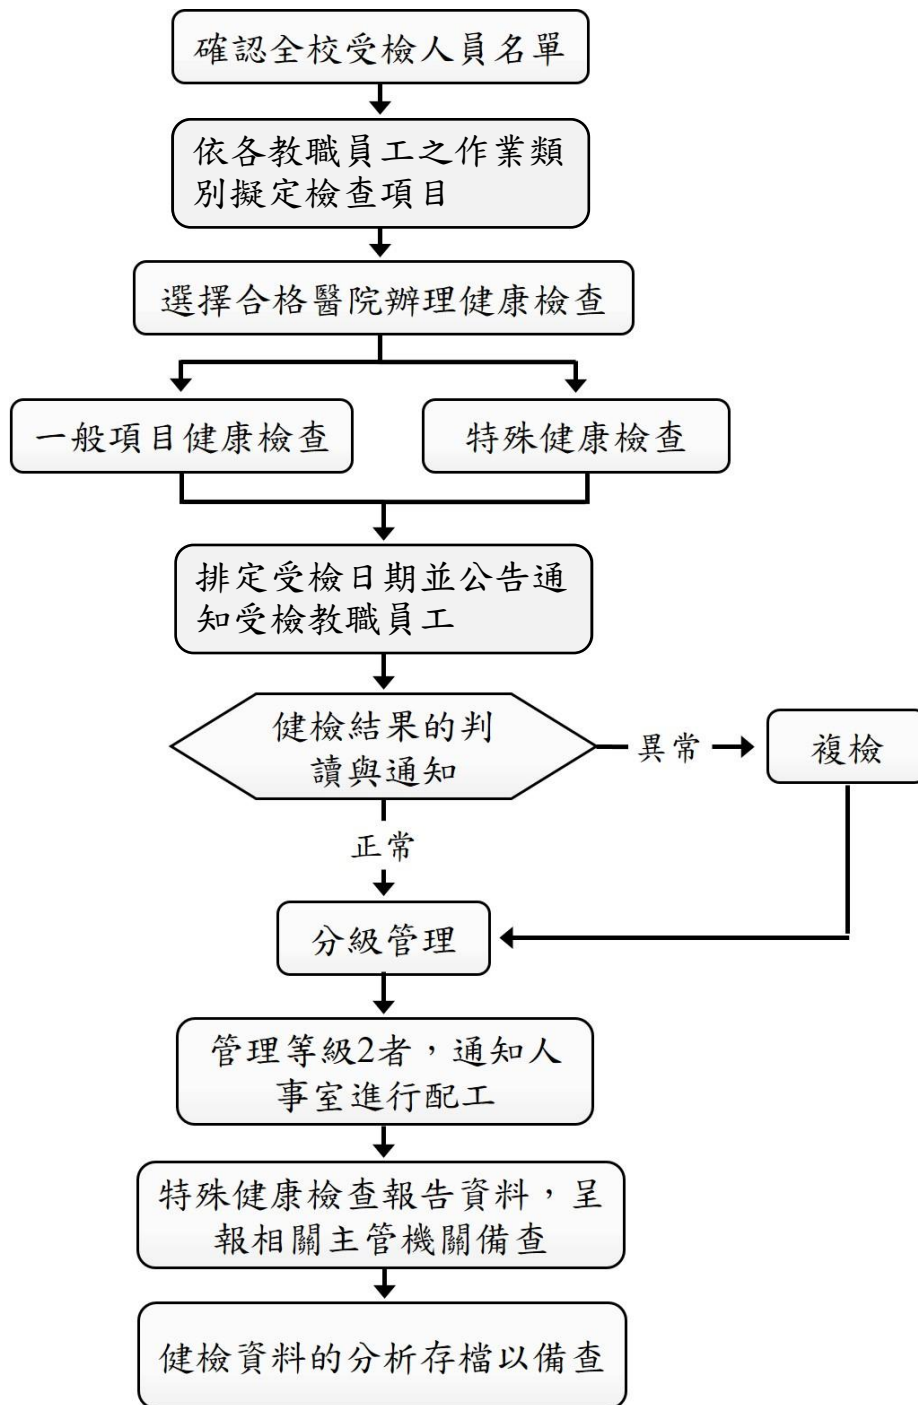 確認全校受檢人員名單
依各教職員工之作業類
別擬定檢查項目
選擇合格醫院辦理健康檢查
一般項目健康檢查
特殊健康檢查
排定受檢日期並公告通
知受檢教職員工
健檢結果的判
讀與通知
異常
複檢
正常
分級管理
管理等級2者，通知人
事室進行配工
特殊健康檢查報告資料，呈
報相關主管機關備查
健檢資料的分析存檔以備查